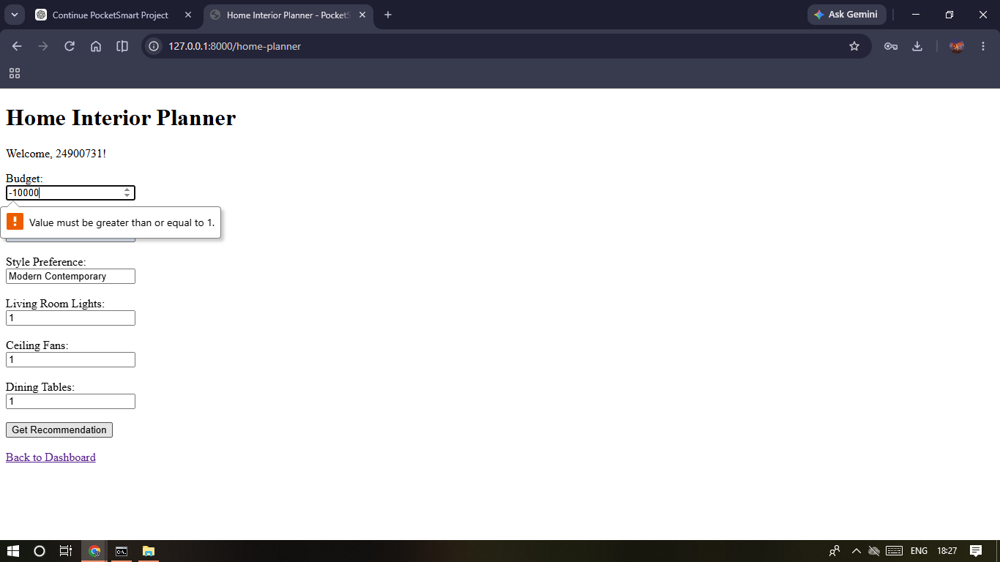 Continue PocketSmart Project
Home Interior Planner - PocketS
Ask Gemini
127.0.0.1:8000/home-planner
Home Interior Planner
Welcome, 24900731!
Budget:
-10000
Value must be greater than or equal to 1.
Style Preference:
Modern Contemporary
Living Room Lights:
1
Ceiling Fans:
1
Dining Tables:
1
Get Recommendation
Back to Dashboard
ENG
18:27